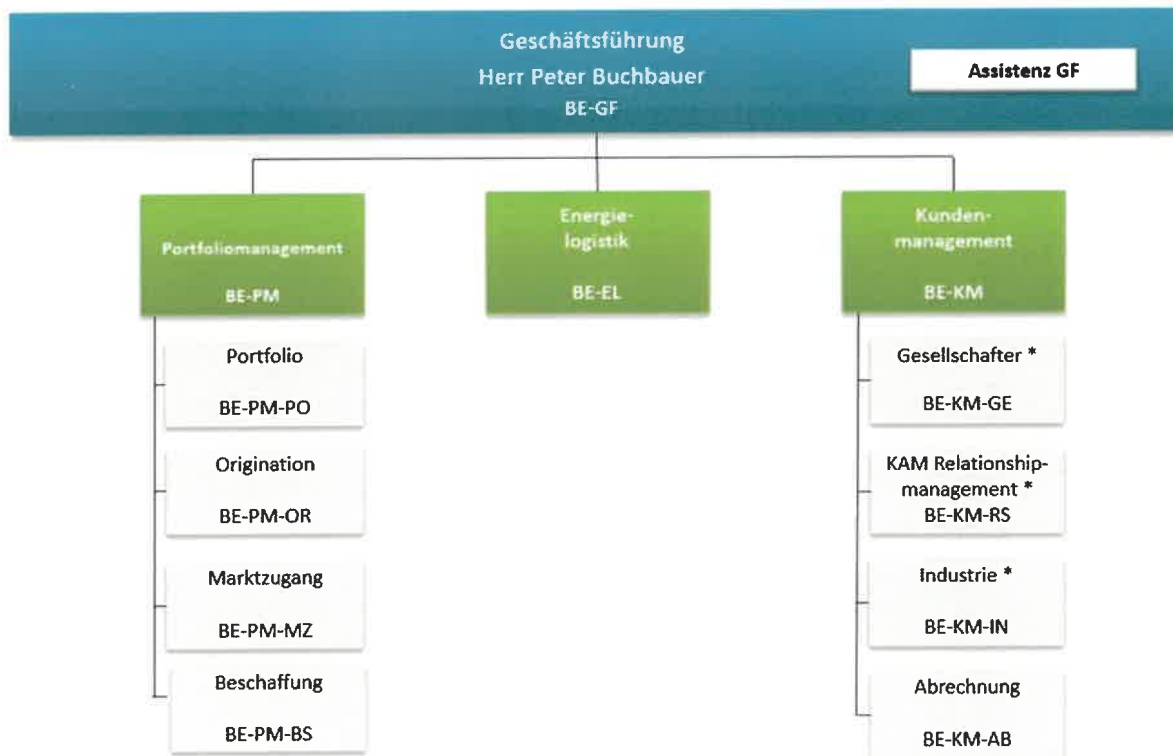 Geschäftsführung
Herr Peter Buchbauer
BE-GF
Assistenz GF
Portfoliomanagement
BE-PM
Energie-
logistik
BE-EL
Kunden-
management
BE-KM
Portfolio
BE-PM-PO
Origination
BE-PM-OR
Marktzugang
BE-PM-MZ
Beschaffung
BE-PM-BS
Gesellschafter *
BE-KM-GE
KAM Relationship-
management *
BE-KM-RS
Industrie *
BE-KM-IN
Abrechnung
BE-KM-AB